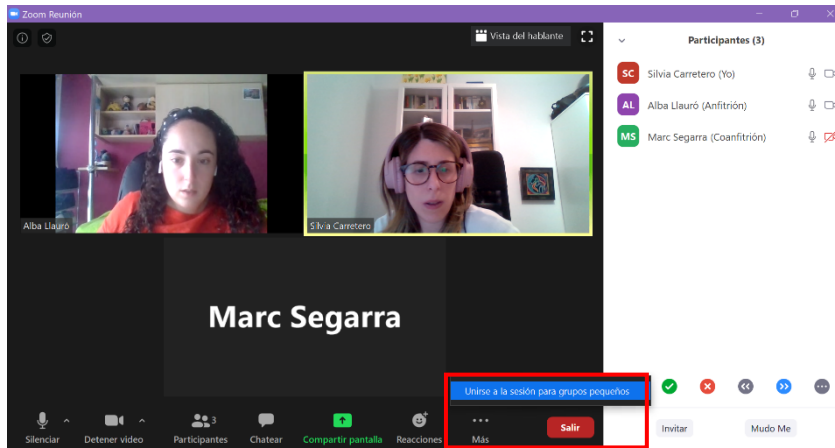 Zoom Reunión
Vista del hablante
Participantes (3)
SC Silvia Carretero (Yo)
AL Alba Llauró (Anfitrión)
MS Marc Segarra (Coanfitrión)
Alba Llauró
Silvia Carretero
Marc Segarra
Unirse a la sesión para grupos pequeños
3
Silenciar
Detener video
Participantes
Chatear
Compartir pantalla
Reacciones
Más
Salir
Invitar
Mudo Me